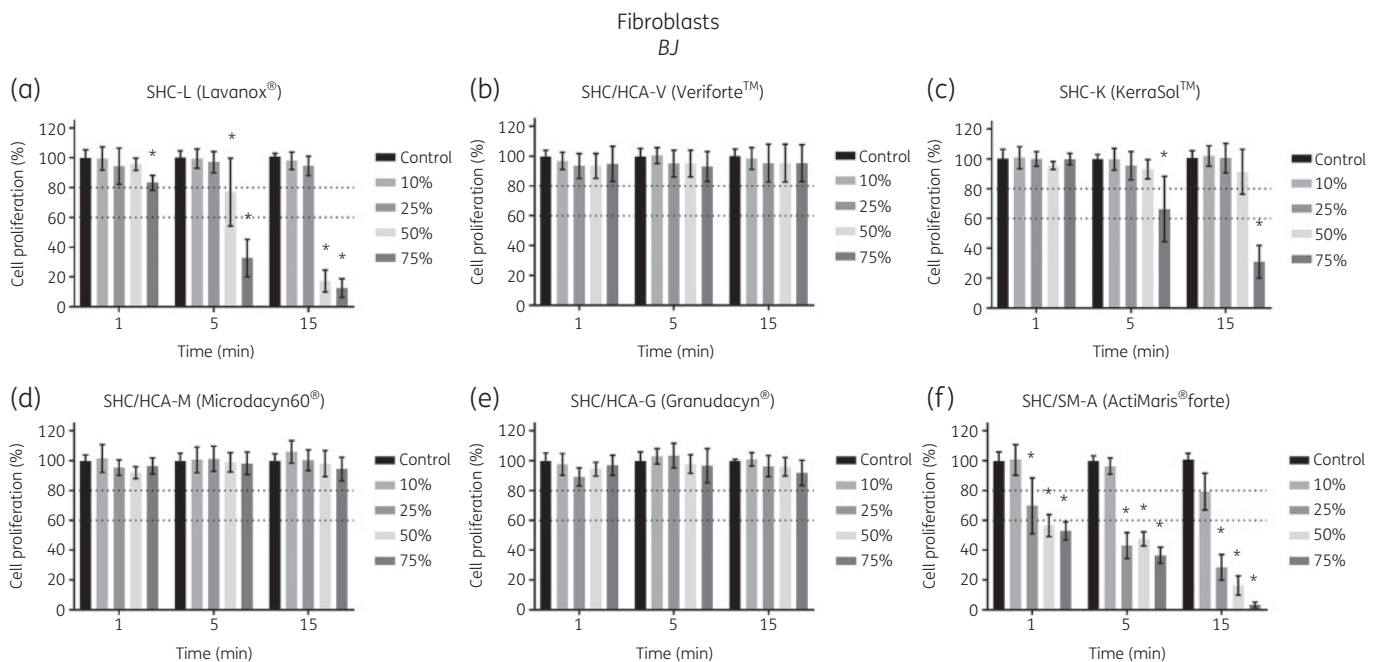 Fibroblasts
BJ
(a) SHC-L (Lavanox®)
Cell proliferation (%)
120
100
80
60
40
20
0
*
*
*
*
*
1 5 15
Time (min)
Control
10%
25%
50%
75%
(b) SHC/HCA-V (Veriforte™)
Cell proliferation (%)
120
100
80
60
40
20
0
1 5 15
Time (min)
Control
10%
25%
50%
75%
(c) SHC-K (KerraSol™)
Cell proliferation (%)
120
100
80
60
40
20
0
*
*
1 5 15
Time (min)
Control
10%
25%
50%
75%
(d) SHC/HCA-M (Microdacyn60®)
Cell proliferation (%)
120
100
80
60
40
20
0
1 5 15
Time (min)
Control
10%
25%
50%
75%
(e) SHC/HCA-G (Granudacyn®)
Cell proliferation (%)
120
100
80
60
40
20
0
1 5 15
Time (min)
Control
10%
25%
50%
75%
(f) SHC/SM-A (ActiMaris®forte)
Cell proliferation (%)
120
100
80
60
40
20
0
*
* *
* * *
*
*
*
1 5 15
Time (min)
Control
10%
25%
50%
75%